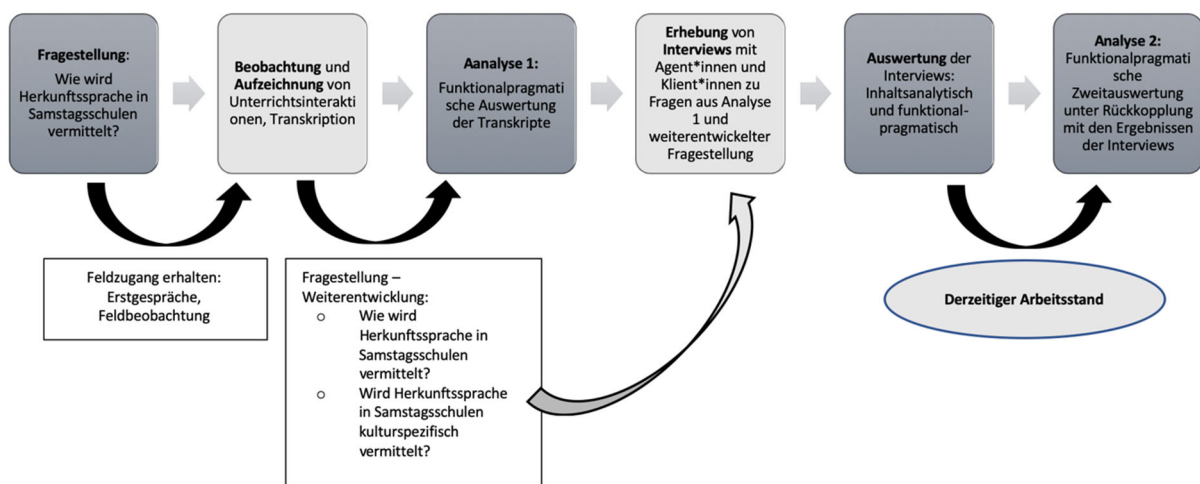 Fragestellung:
Wie wird
Herkunftssprache in
Samstagsschulen
vermittelt?
Beobachtung und
Aufzeichnung von
Unterrichtsinterakti
onen, Transkription
Aanalyse 1:
Funktionalpragmati
sche Auswertung
der Transkripte
Erhebung von
Interviews mit
Agent*innen und
Klient*innen zu
Fragen aus Analyse
1 und
weiterentwickelter
Fragestellung
Auswertung der
Interviews:
Inhaltsanalytisch
und funktional-
pragmatisch
Analyse 2:
Funktionalpragmati
sche
Zweitauswertung
unter Rückkopplung
mit den Ergebnissen
der Interviews
Feldzugang erhalten:
Erstgespräche,
Feldbeobachtung
Fragestellung –
Weiterentwicklung:
o Wie wird
Herkunftssprache in
Samstagsschulen
vermittelt?
o Wird Herkunftssprache
in Samstagsschulen
kulturspezifisch
vermittelt?
Derzeitiger Arbeitsstand